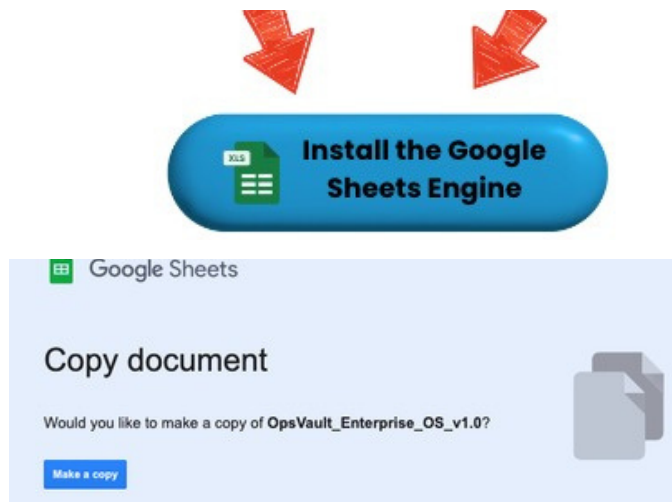 Install the Google
XLS
Sheets Engine
Google Sheets
Copy document
Would you like to make a copy of OpsVault_Enterprise_OS_v1.0?
Make a copy